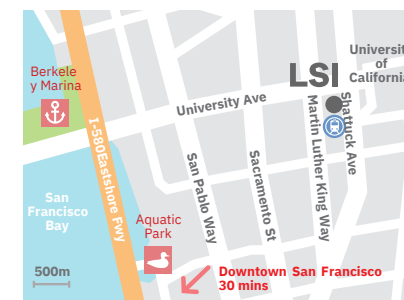 Universit
of
California
LSI
Berkele
y Marina
University Ave
Shattuck Ave
Martin Luther King Way
I-580Eastshore Fwy
San Pablo Way
Sacramento St
San
Francisco
Bay
Aquatic
Park
500m
Downtown San Francisco
30 mins